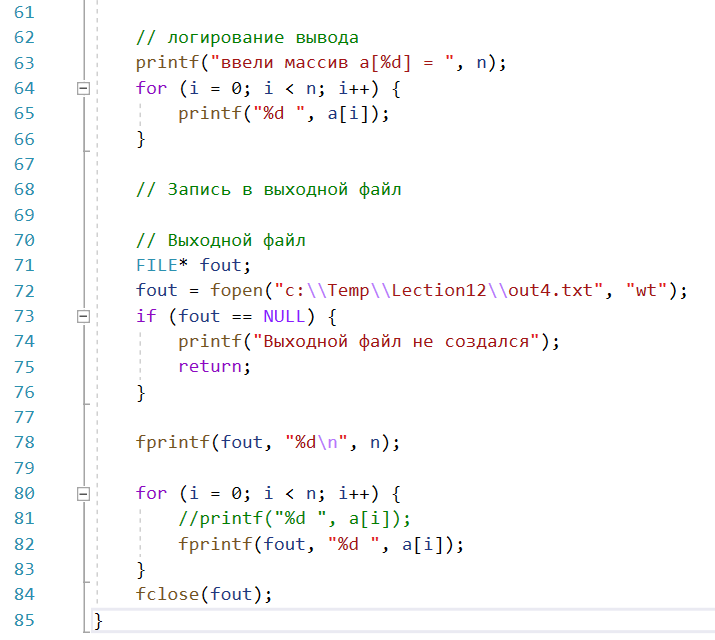 61
62 // логирование вывода
63 printf("ввели массив a[%d] = ", n);
64 for (i = 0; i < n; i++) {
65 printf("%d ", a[i]);
66 }
67
68 // Запись в выходной файл
69
70 // Выходной файл
71 FILE* fout;
72 fout = fopen("c:\\Temp\\Lection12\\out4.txt", "wt");
73 if (fout == NULL) {
74 printf("Выходной файл не создался");
75 return;
76 }
77
78 fprintf(fout, "%d\n", n);
79
80 for (i = 0; i < n; i++) {
81 //printf("%d ", a[i]);
82 fprintf(fout, "%d ", a[i]);
83 }
84 fclose(fout);
85 }